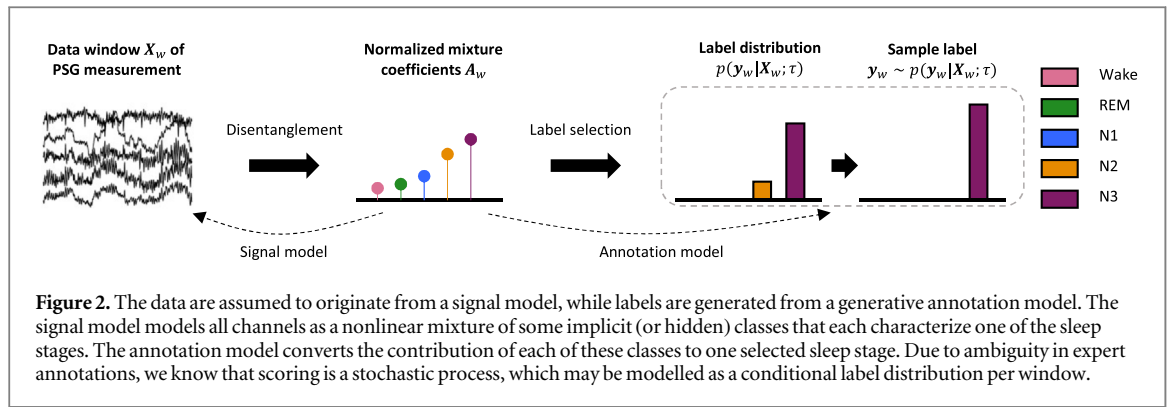 Data window X_w of
PSG measurement
Normalized mixture
coefficients A_w
Label distribution
p(y_w|X_w; τ)
Sample label
y_w ~ p(y_w|X_w; τ)
Disentanglement
Label selection
Signal model
Annotation model
Wake
REM
N1
N2
N3
Figure 2. The data are assumed to originate from a signal model, while labels are generated from a generative annotation model. The
signal model models all channels as a nonlinear mixture of some implicit (or hidden) classes that each characterize one of the sleep
stages. The annotation model converts the contribution of each of these classes to one selected sleep stage. Due to ambiguity in expert
annotations, we know that scoring is a stochastic process, which may be modelled as a conditional label distribution per window.